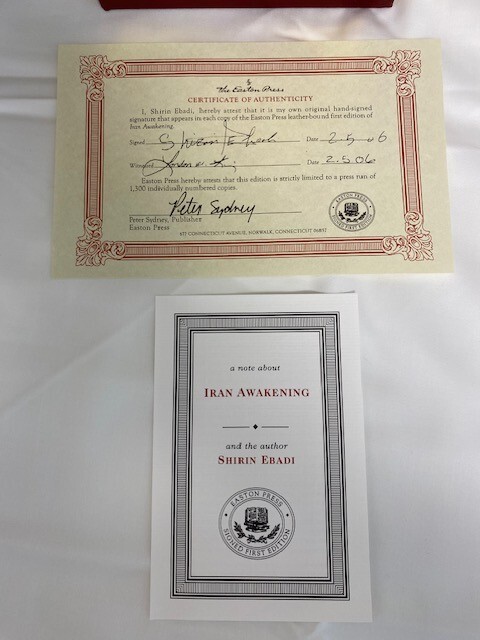 The Easton Press
CERTIFICATE OF AUTHENTICITY
I, Shirin Ebadi, hereby attest that it is my own original hand-signed
signature that appears in each copy of the Easton Press leather-bound first edition of
Iran Awakening.
Signed Shirin Ebadi Date 2-5-06
Witnessed Date 2.5.06
Easton Press hereby attests that this edition is strictly limited to a press run of
1,300 individually numbered copies.
Peter Sydney
Peter Sydney, Publisher
Easton Press
EASTON PRESS
SIGNED FIRST EDITION
47 CONNECTICUT AVENUE, NORWALK, CONNECTICUT 06857
a note about
IRAN AWAKENING
and the author
SHIRIN EBADI
EASTON PRESS
SIGNED FIRST EDITION